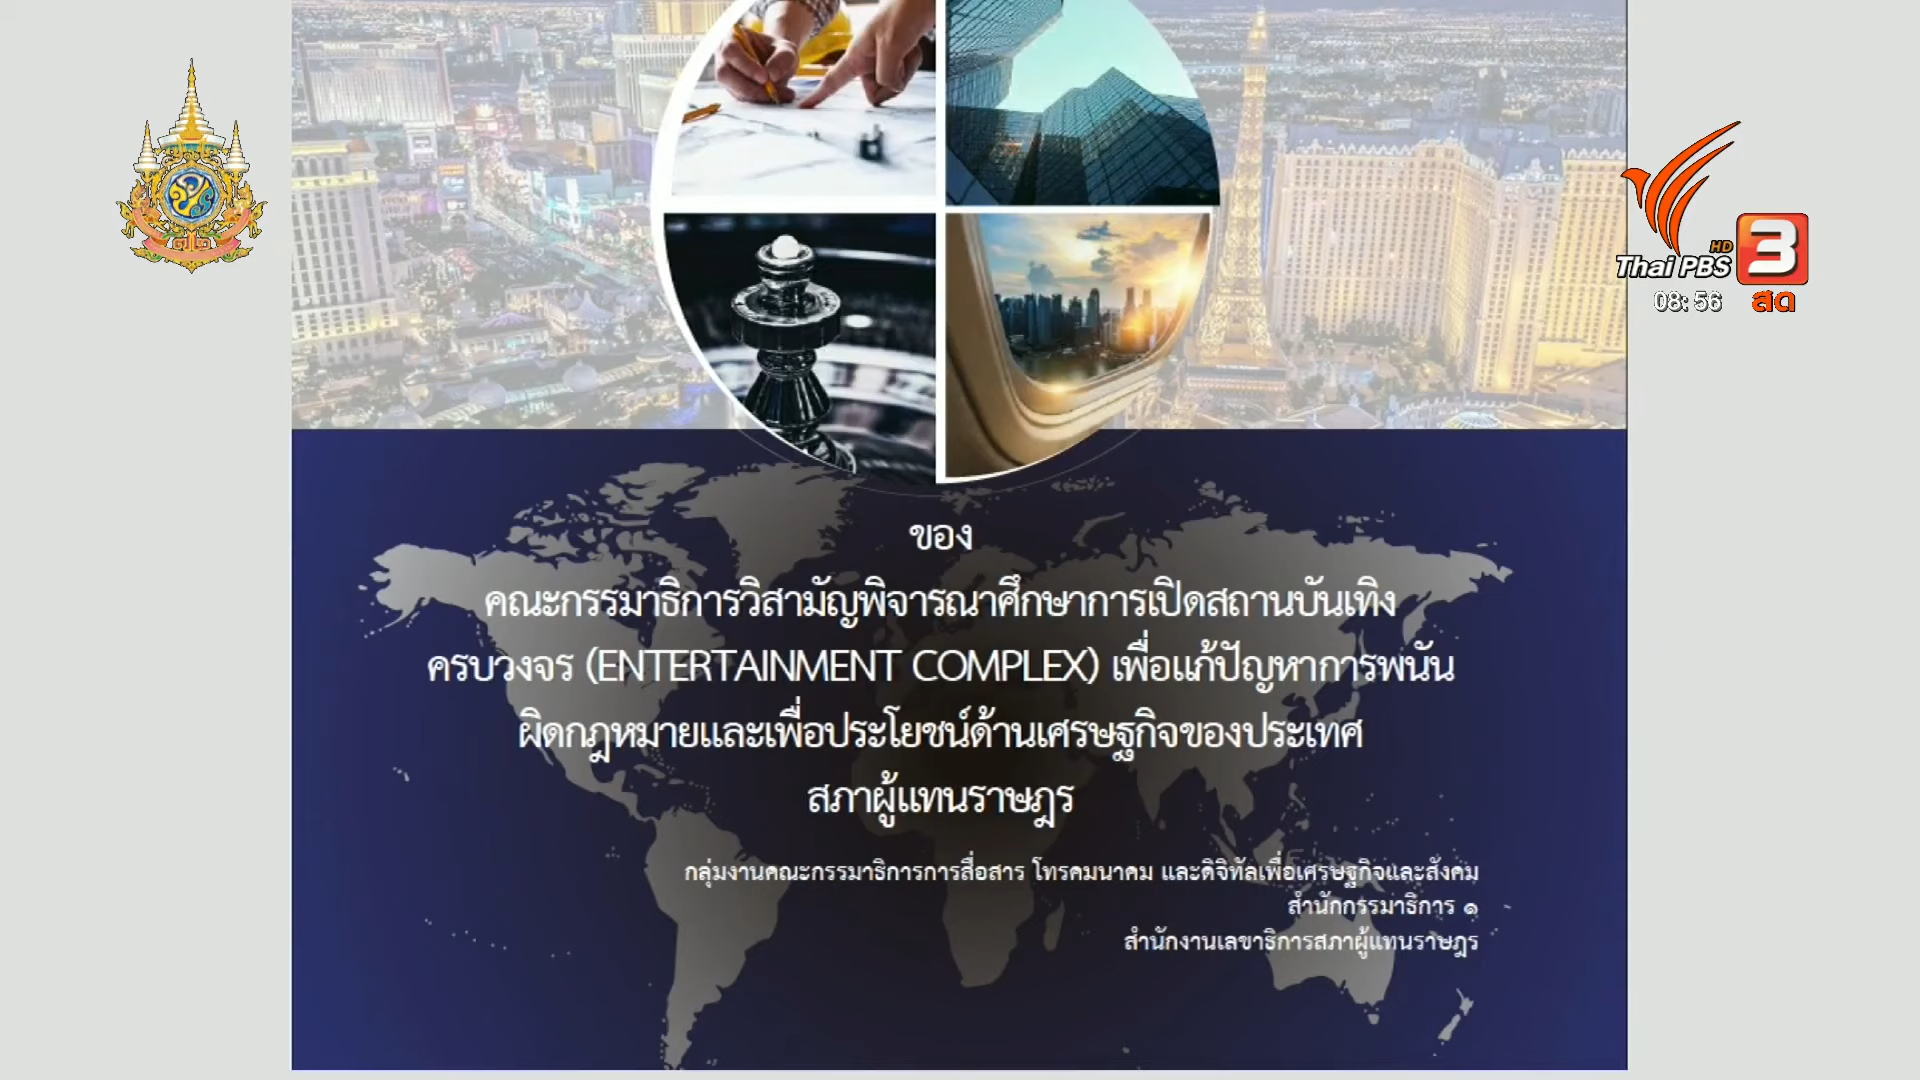 ๗๒
HD
Thai PBS 3
08:56 สด
ของ
คณะกรรมาธิการวิสามัญพิจารณาศึกษาการเปิดสถานบันเทิง
ครบวงจร (ENTERTAINMENT COMPLEX) เพื่อแก้ปัญหาการพนัน
ผิดกฎหมายและเพื่อประโยชน์ด้านเศรษฐกิจของประเทศ
สภาผู้แทนราษฎร
กลุ่มงานคณะกรรมาธิการการสื่อสาร โทรคมนาคม และดิจิทัลเพื่อเศรษฐกิจและสังคม
สำนักกรรมาธิการ ๑
สำนักงานเลขาธิการสภาผู้แทนราษฎร